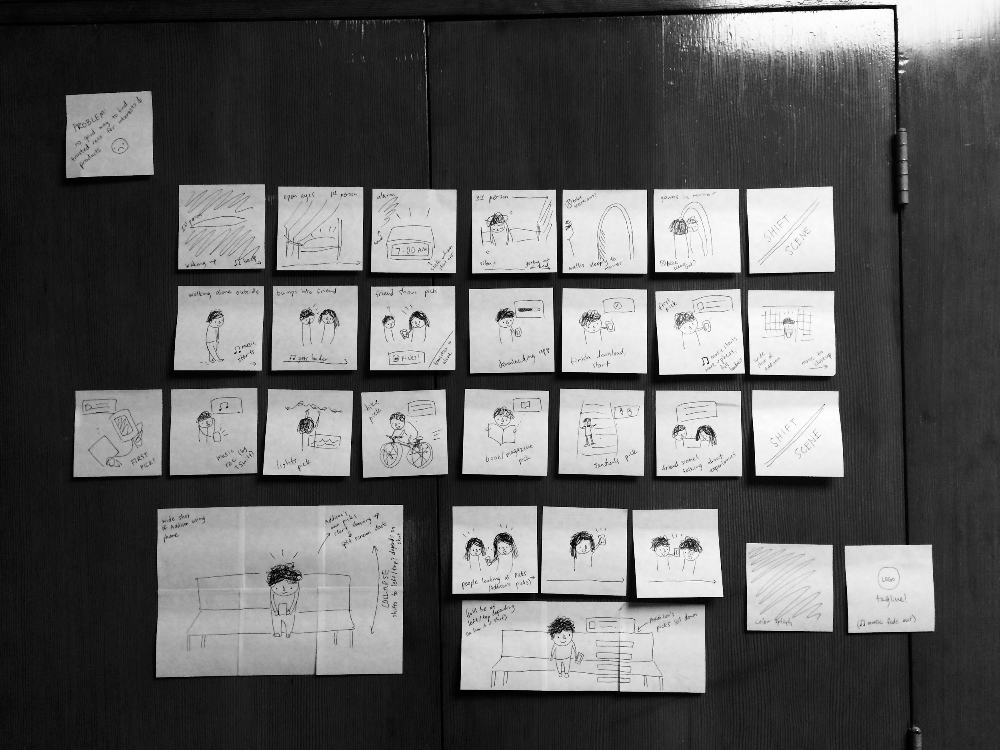 PROBLEM:
no good way to find
trusted recs for interests &
products
1st person
waking up
♫ beep
open eyes 1st person
alarm
hand
7:00 AM
click when
shut off
3rd person
silent
getting out
of bed
ⓧ take
scene out?
walks sleepily to
mirror
yawns in mirror
ⓧ take
scene out?
SHIFT
SCENE
walking alone outside
♫ music
starts
bumps into friend
♫ gets louder
friend shows picks
?
picks!
transition to
alone
downloading app
finish download,
start
first
pick
♫ music starts
more upbeat,
full
loudness
wide
shot of
Addison
move to
closeup
FIRST
PICK!
music
rec (by
TSwift)
lights
pick
bike
pick
book/magazine
pick
sandals pick
friend scene!
talking about
experiences
SHIFT
SCENE
wide shot
of Addison using
phone
Addison's
own picks
start showing up
split screen starts
COLLAPSE
shifts to left/top? depends on
shot
people looking at picks
(Addison's picks)
(will be at
left/top depending
on how it is shot)
Addison's
picks list down
color splash
LOGO
tagline!
(♫ music fade out)